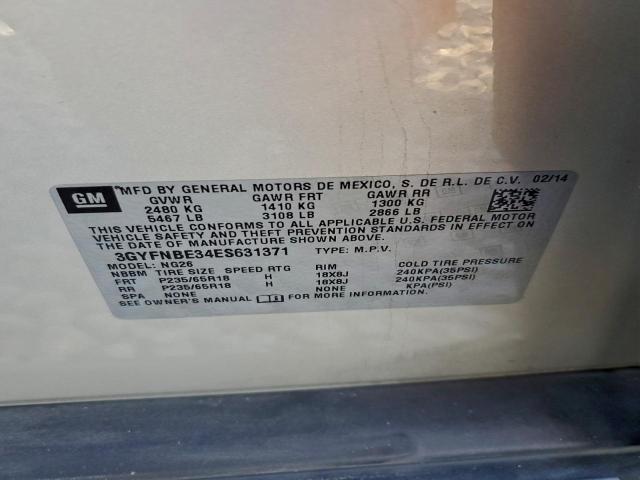 GM MFD BY GENERAL MOTORS DE MEXICO, S. DE R.L. DE C.V. 02/14
GVWR GAWR FRT GAWR RR
2480 KG 1410 KG 1300 KG
5467 LB 3108 LB 2866 LB
THIS VEHICLE CONFORMS TO ALL APPLICABLE U.S. FEDERAL MOTOR
VEHICLE SAFETY AND THEFT PREVENTION STANDARDS IN EFFECT ON
THE DATE OF MANUFACTURE SHOWN ABOVE.
3GYFNBE34ES631371 TYPE: M.P.V.
MODEL: NG26
NBBM TIRE SIZE SPEED RTG RIM COLD TIRE PRESSURE
FRT P235/65R18 H 18X8J 240KPA(35PSI)
RR P235/65R18 H 18X8J 240KPA(35PSI)
SPA NONE NONE KPA(PSI)
SEE OWNER'S MANUAL FOR MORE INFORMATION.